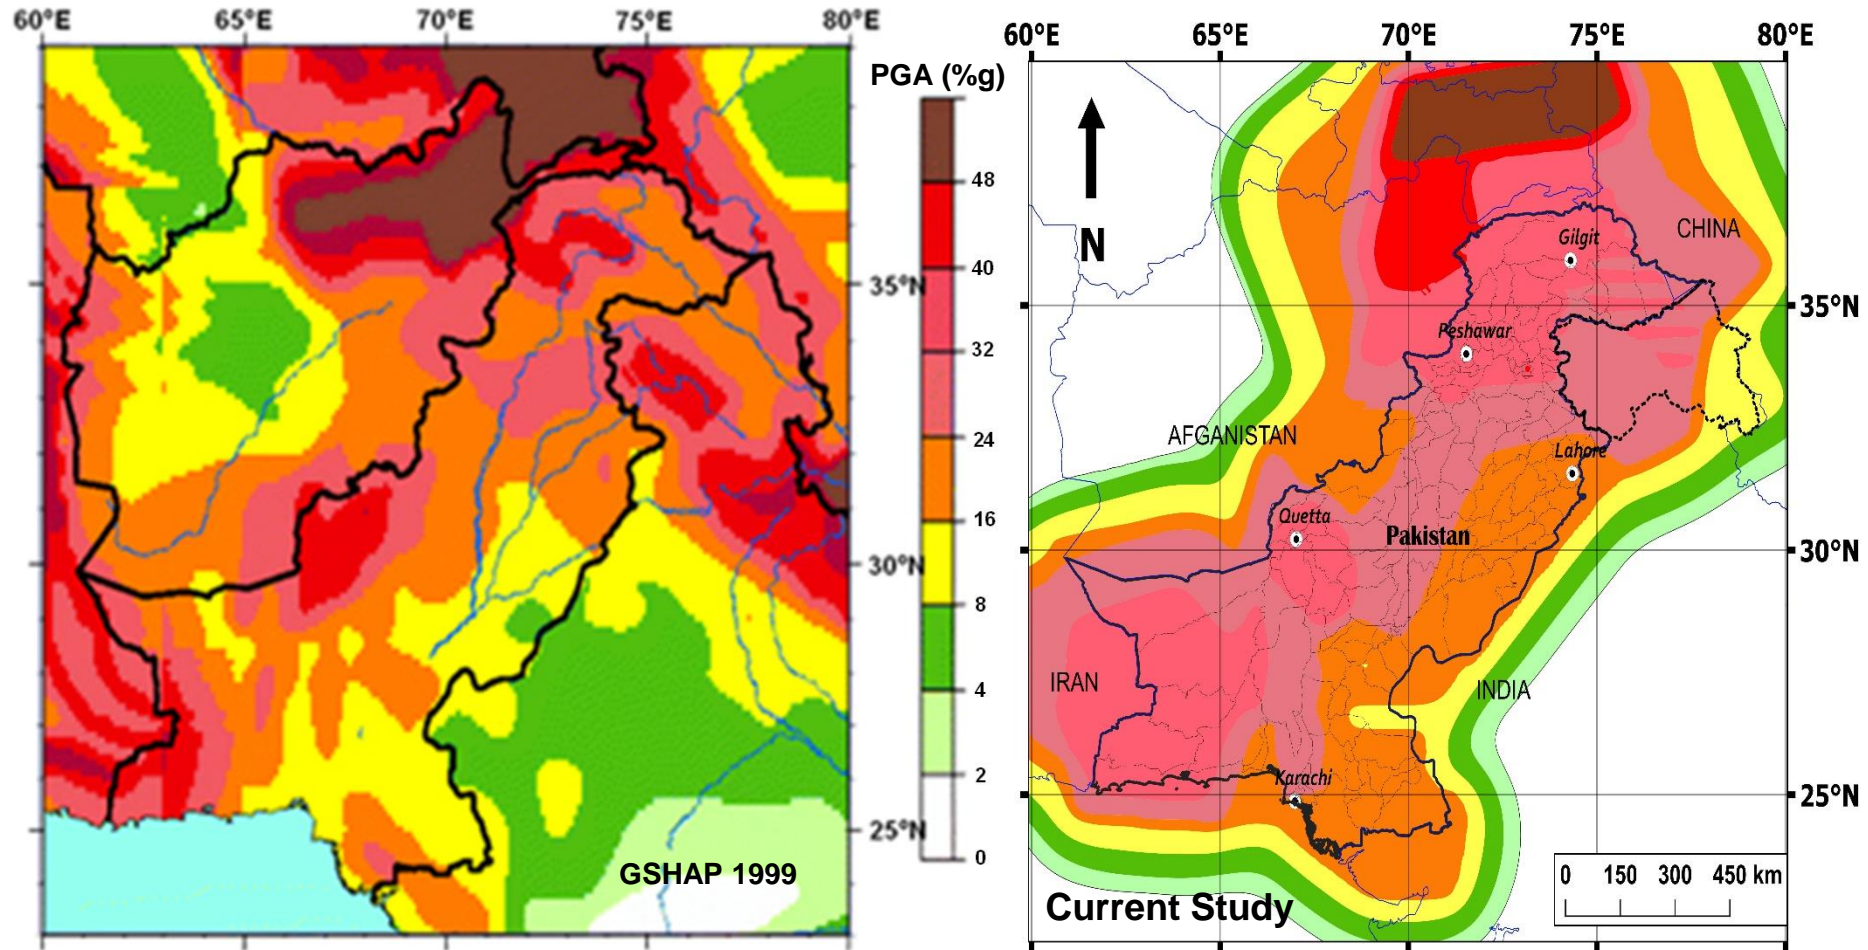 60°E 65°E 70°E 75°E 80°E
35°N
30°N
25°N
GSHAP 1999
PGA (%g)
48
40
32
24
16
8
4
2
0
60°E 65°E 70°E 75°E 80°E
N
CHINA
Gilgit
35°N
Peshawar
AFGANISTAN
Lahore
Quetta
Pakistan
30°N
IRAN
INDIA
Karachi
25°N
0 150 300 450 km
Current Study